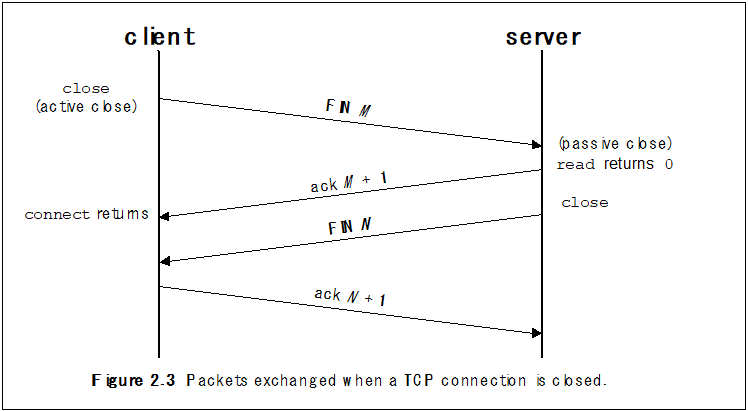 client server
close
(active close)
FIN M
(passive close)
read returns 0
ack M + 1
connect returns
close
FIN N
ack N + 1
Figure 2.3 Packets exchanged when a TCP connection is closed.